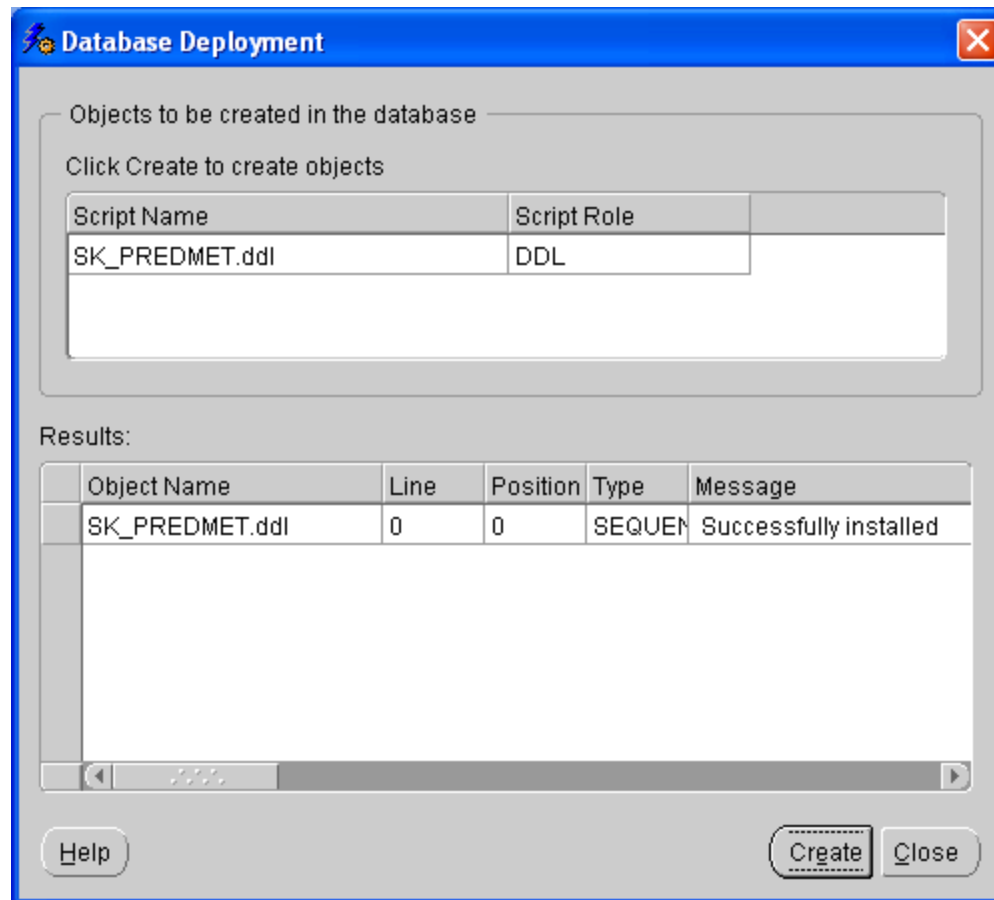 Database Deployment
Objects to be created in the database
Click Create to create objects
Script Name Script Role
SK_PREDMET.ddl DDL
Results:
Object Name Line Position Type Message
SK_PREDMET.ddl 0 0 SEQUEN Successfully installed
Help Create Close